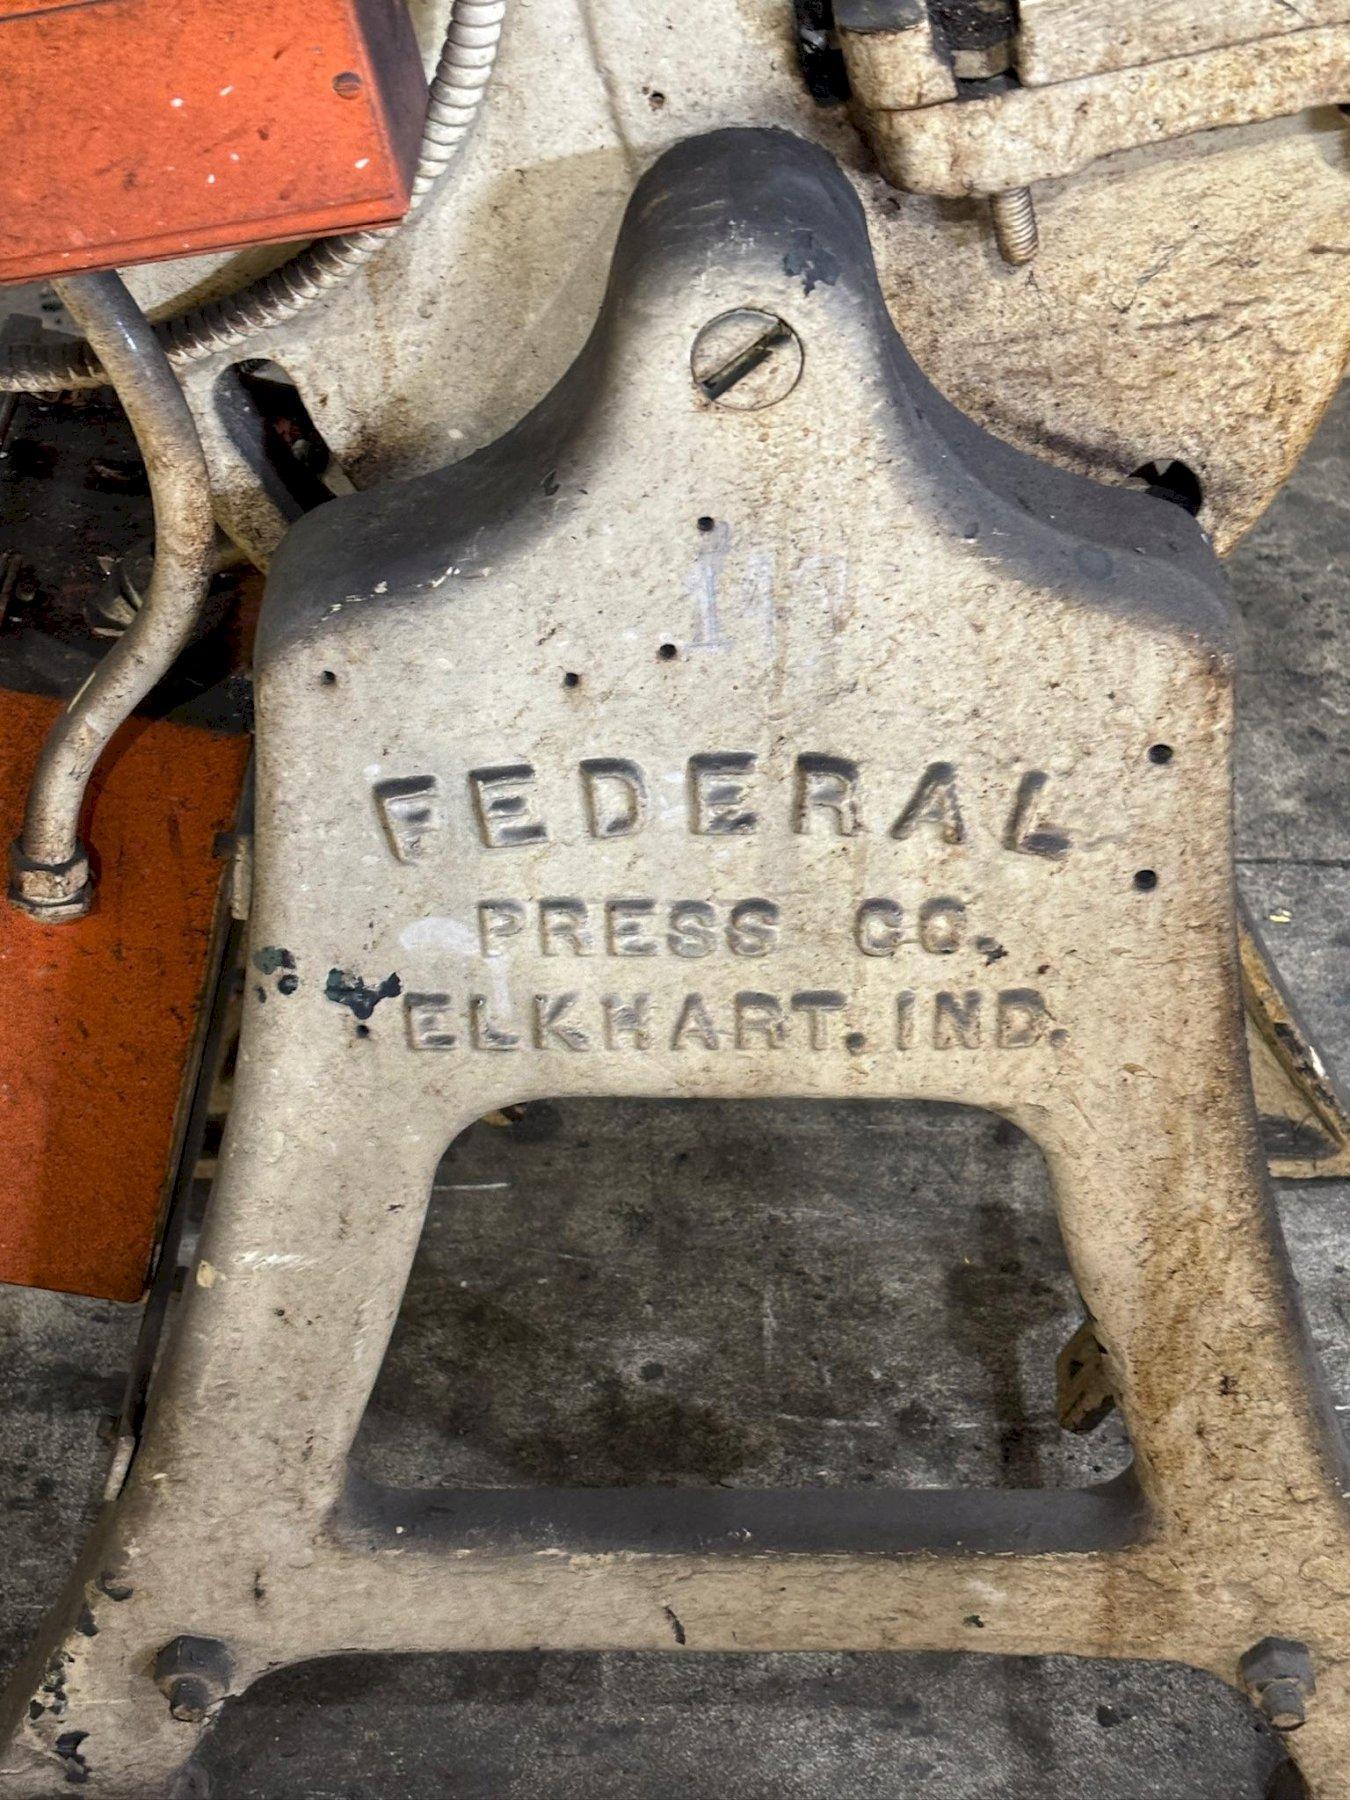 FEDERAL
PRESS CO.
ELKHART. IND.